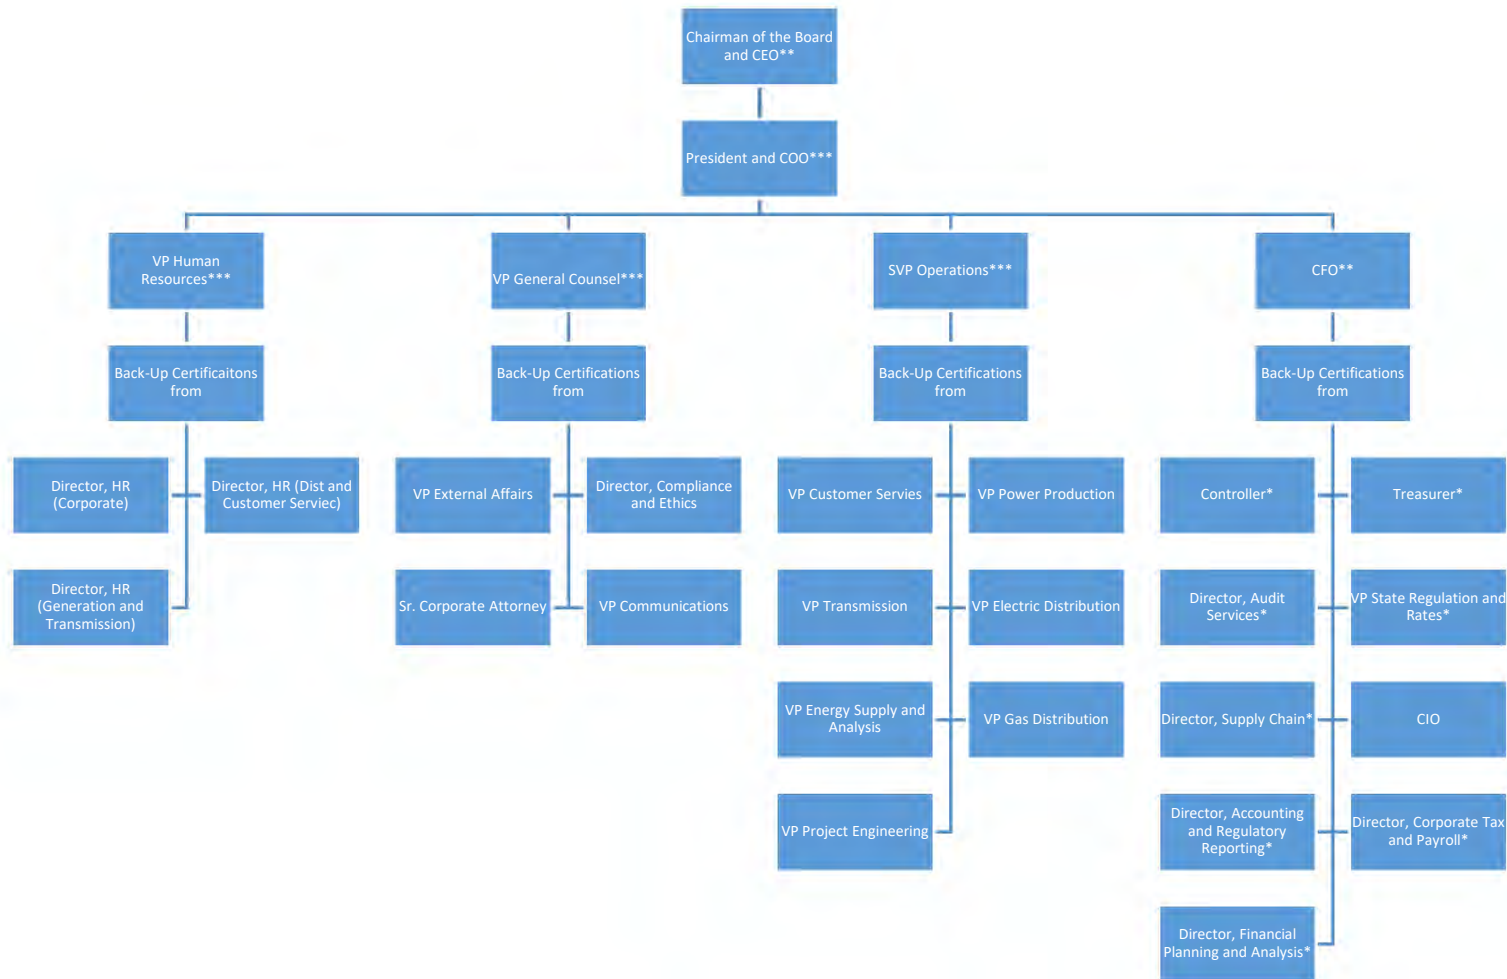 Chairman of the Board
and CEO**
President and COO***
VP Human
Resources***
VP General Counsel***
SVP Operations***
CFO**
Back-Up Certificaitons
from
Back-Up Certifications
from
Back-Up Certifications
from
Back-Up Certifications
from
Director, HR
(Corporate)
Director, HR (Dist and
Customer Serviec)
VP External Affairs
Director, Compliance
and Ethics
VP Customer Servies
VP Power Production
Controller*
Treasurer*
Director, HR
(Generation and
Transmission)
Sr. Corporate Attorney
VP Communications
VP Transmission
VP Electric Distribution
Director, Audit
Services*
VP State Regulation and
Rates*
VP Energy Supply and
Analysis
VP Gas Distribution
Director, Supply Chain*
CIO
VP Project Engineering
Director, Accounting
and Regulatory
Reporting*
Director, Corporate Tax
and Payroll*
Director, Financial
Planning and Analysis*